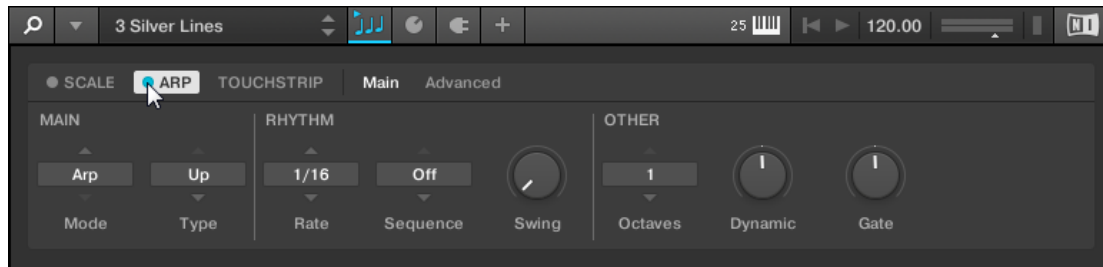 3 Silver Lines 25 120.00 NI
SCALE ARP TOUCHSTRIP Main Advanced
MAIN RHYTHM OTHER
Arp Up 1/16 Off 1
Mode Type Rate Sequence Swing Octaves Dynamic Gate